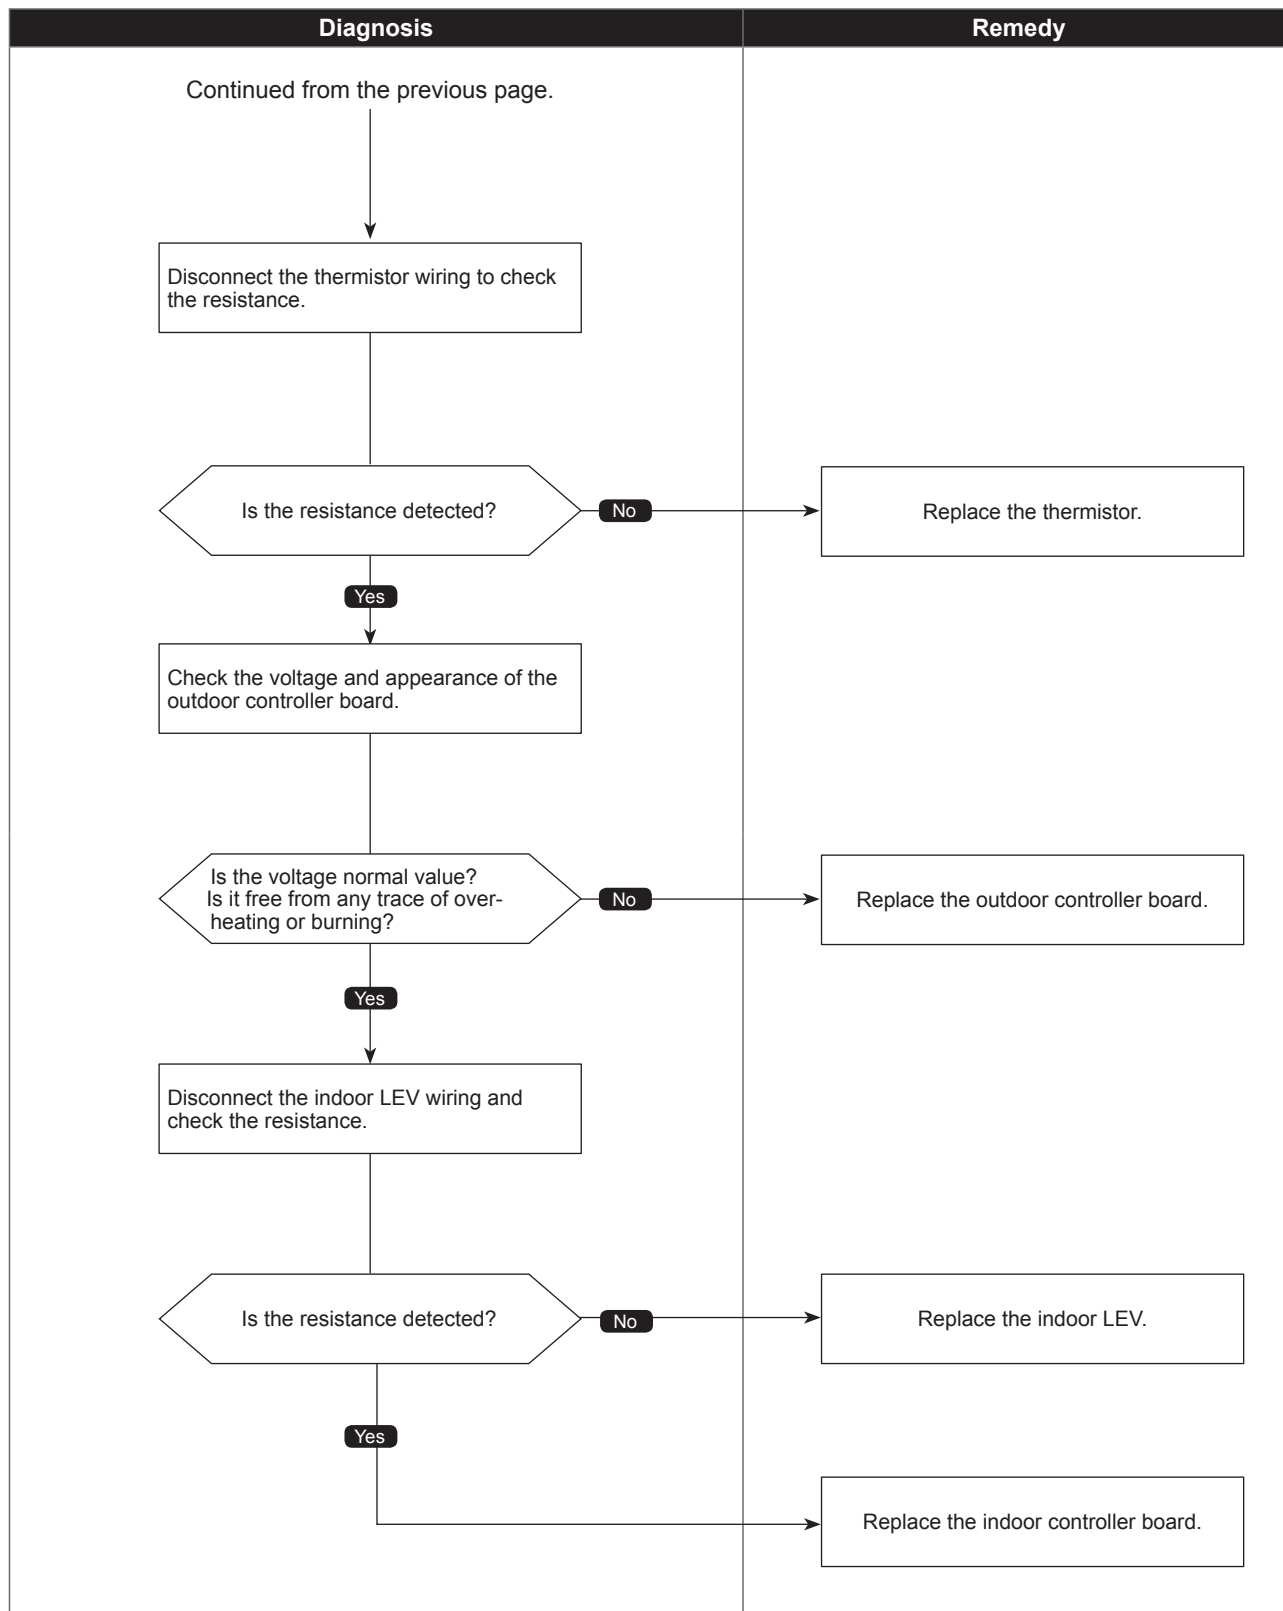 Diagnosis
Remedy
Continued from the previous page.
Disconnect the thermistor wiring to check
the resistance.
Is the resistance detected?
No
Replace the thermistor.
Yes
Check the voltage and appearance of the
outdoor controller board.
Is the voltage normal value?
Is it free from any trace of over-
heating or burning?
No
Replace the outdoor controller board.
Yes
Disconnect the indoor LEV wiring and
check the resistance.
Is the resistance detected?
No
Replace the indoor LEV.
Yes
Replace the indoor controller board.